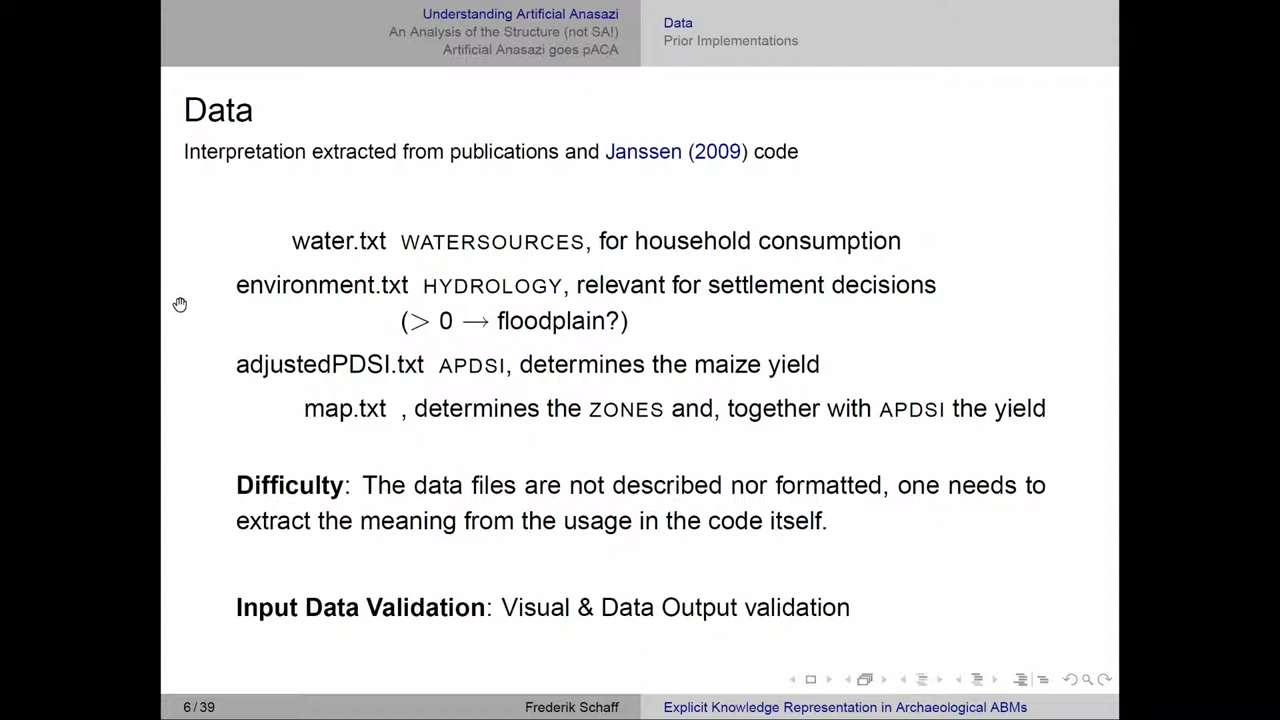 Understanding Artificial Anasazi
An Analysis of the Structure (not SA!)
Artificial Anasazi goes pACA
Data
Prior Implementations
Data
Interpretation extracted from publications and Janssen (2009) code
water.txt WATERSOURCES, for household consumption
environment.txt HYDROLOGY, relevant for settlement decisions
(> 0 → floodplain?)
adjustedPDSI.txt APDSI, determines the maize yield
map.txt , determines the ZONES and, together with APDSI the yield
Difficulty: The data files are not described nor formatted, one needs to
extract the meaning from the usage in the code itself.
Input Data Validation: Visual & Data Output validation
6 / 39
Frederik Schaff
Explicit Knowledge Representation in Archaeological ABMs